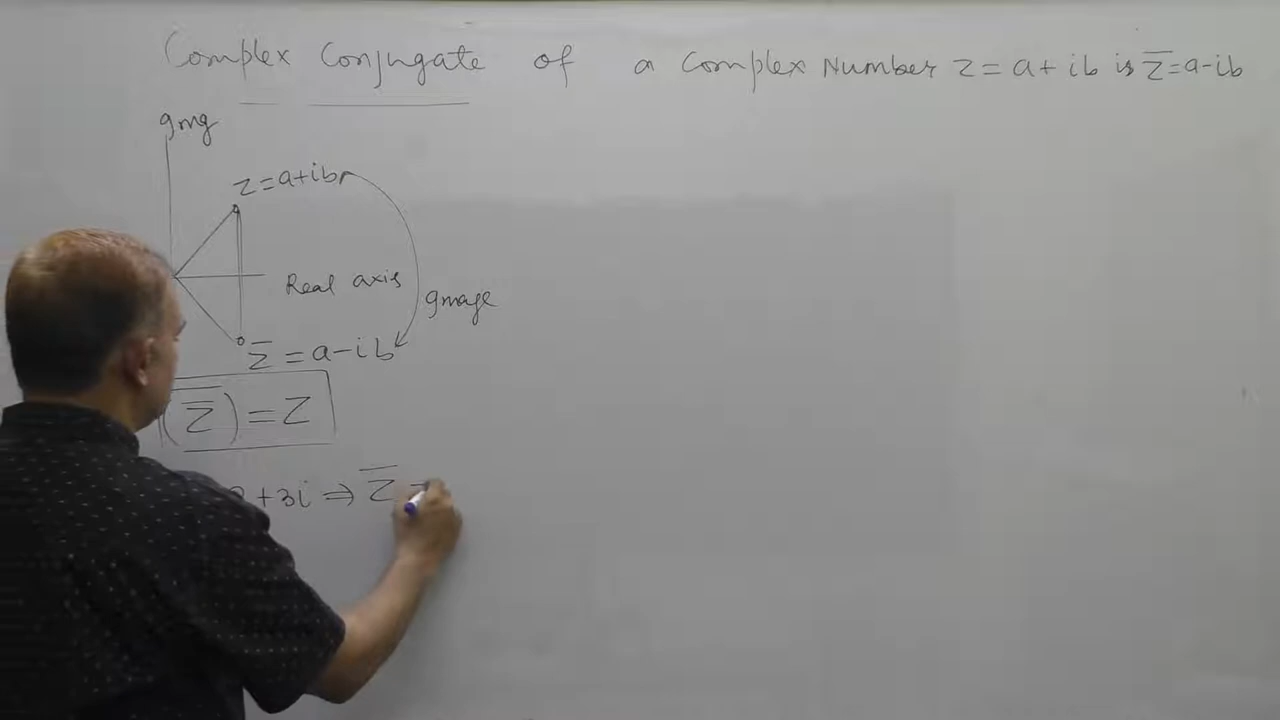 Complex Conjugate of a Complex Number z = a + ib is z̅ = a - ib
Img
z = a + ib
Real axis
Image
z̅ = a - ib
(z̅)̅ = z
+ 3i ⇒ z̅ =